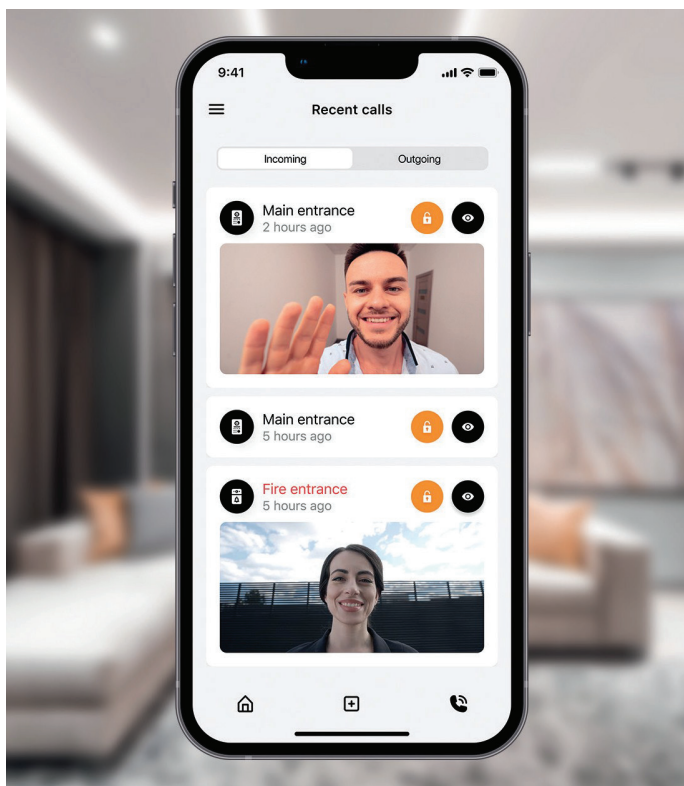 9:41
Recent calls
Incoming Outgoing
Main entrance
2 hours ago
Main entrance
5 hours ago
Fire entrance
5 hours ago